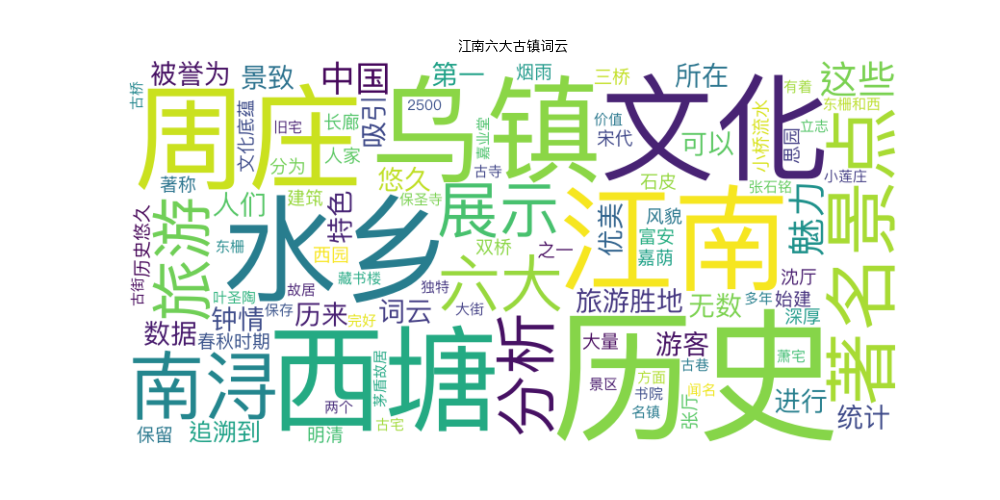 江南六大古镇词云
被誉为
景致
中国
第一
烟雨
三桥
所在
这些
古桥
周庄
乌镇
文化
景点
文化底蕴
旧宅
长廊
吸引
2500
嘉业堂
价值
宋代
可以
小桥流水
有着
东栅和西
思园
立志
分为
人家
著称
建筑
悠久
保圣寺
古寺
石皮
张石铭
小莲庄
古街历史悠久
旅游
人们
东栅
水乡
特色
西园
展示
双桥
之一
江南
优美
风貌
富安
嘉荫
魅力
著名
藏书楼
六大
沈厅
叶圣陶
故居
独特
旅游胜地
无数
多年
始建
深厚
数据
钟情
保存
历来
完好
词云
大街
春秋时期
南浔
西塘
分析
历史
大量
游客
古巷
萧宅
茅盾故居
两个
景区
方面
书院
闻名
名镇
张厅
进行
统计
保留
追溯到
明清
古宅